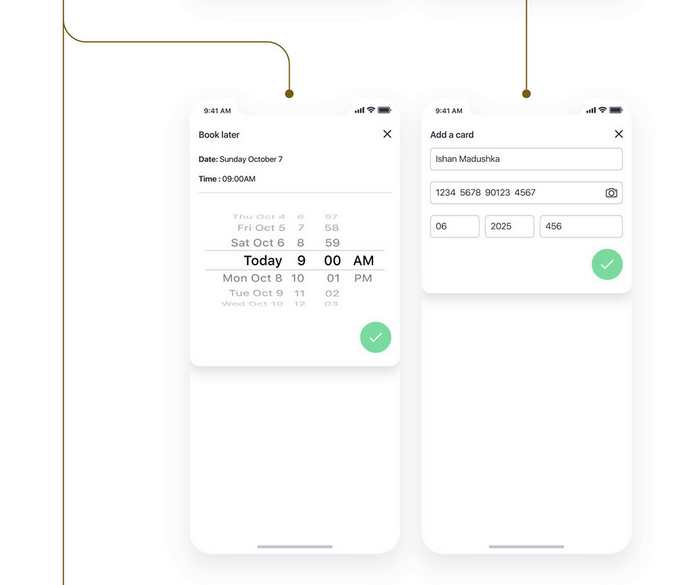 9:41 AM
Book later
Date: Sunday October 7
Time : 09:00AM
Thu Oct 4 6 57
Fri Oct 5 7 58
Sat Oct 6 8 59
Today 9 00 AM
Mon Oct 8 10 01 PM
Tue Oct 9 11 02
Wed Oct 10 12 03
9:41 AM
Add a card
Ishan Madushka
1234 5678 90123 4567
06 2025 456